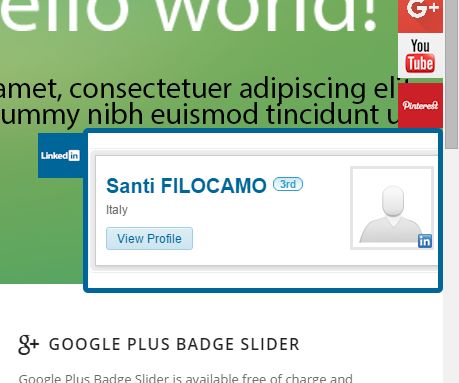 ello world!
G+
You
Tube
amet, consectetuer adipiscing
ummy nibh euismod tincidunt u
Pinterest
Linked in
Santi FILOCAMO 3rd
Italy
View Profile
in
g+ GOOGLE PLUS BADGE SLIDER
Google Plus Badge Slider is available free of charge and